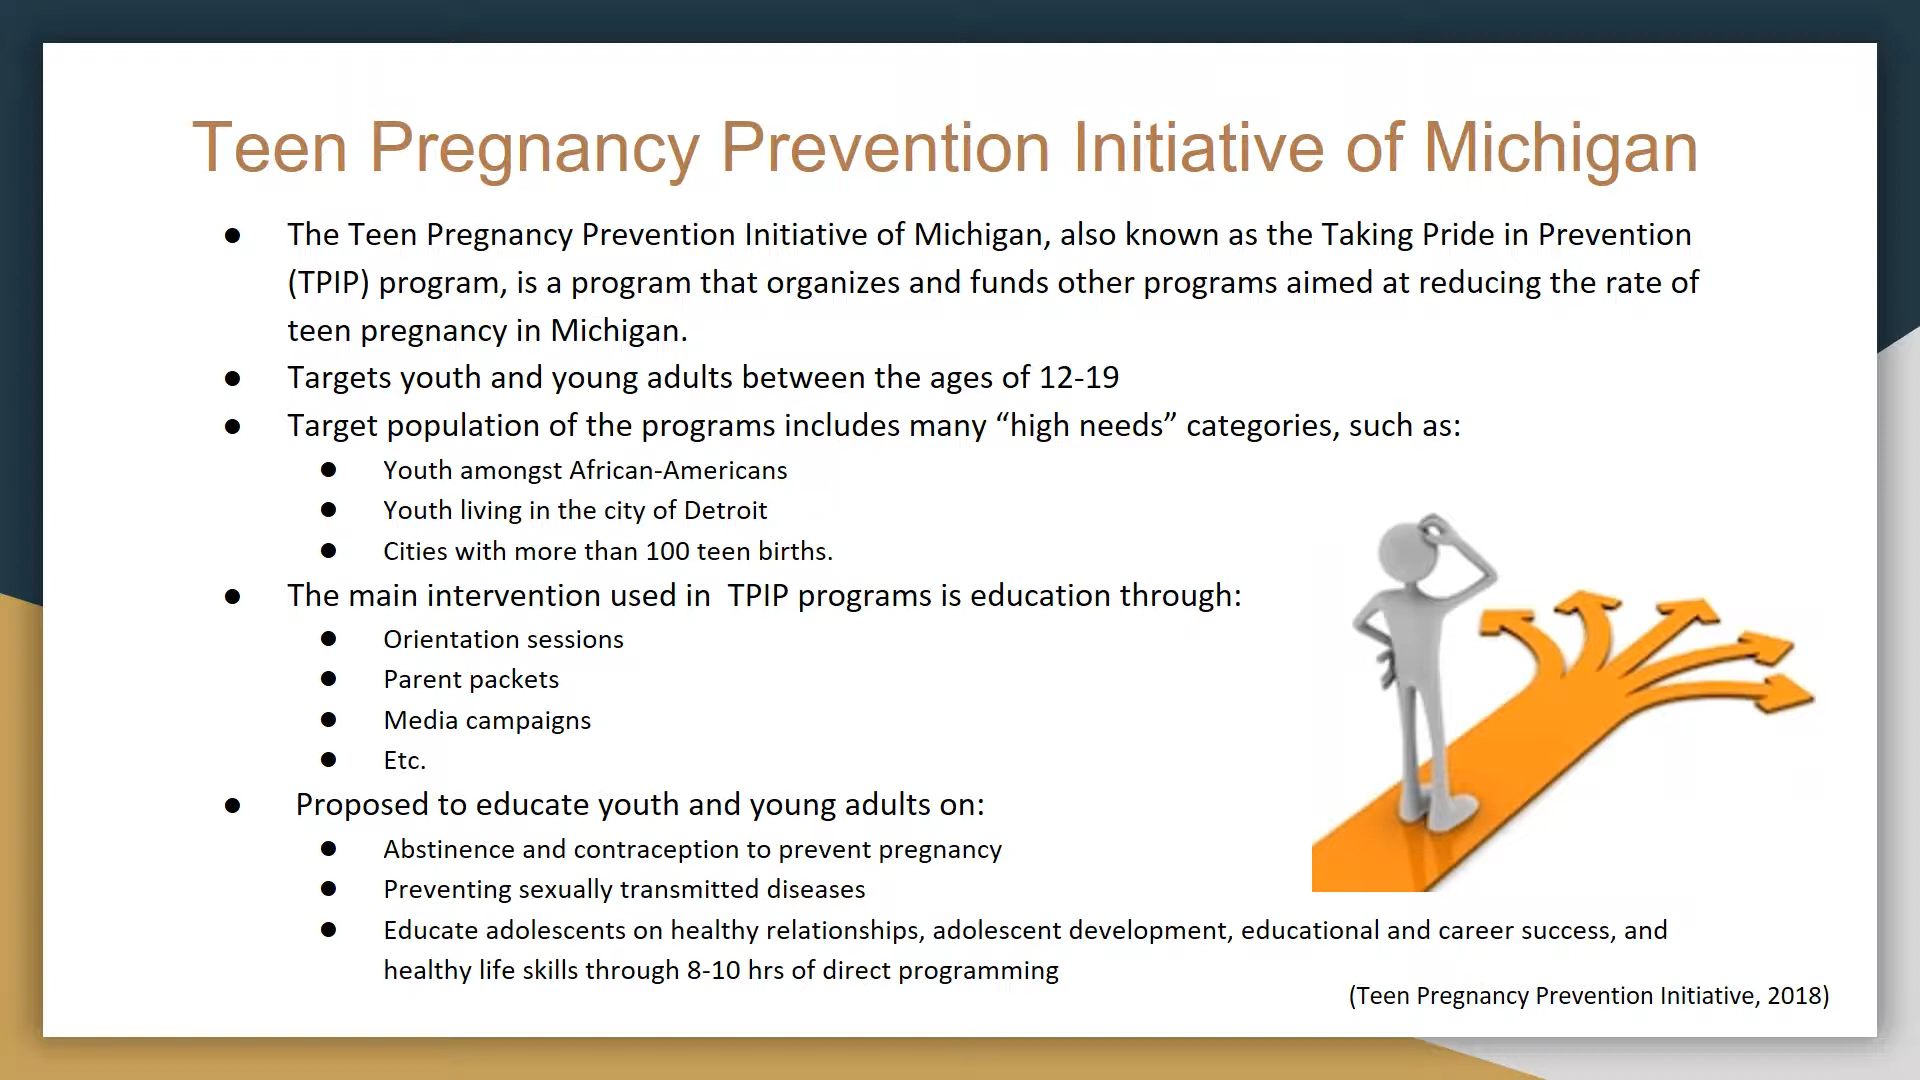 Teen Pregnancy Prevention Initiative of Michigan
● The Teen Pregnancy Prevention Initiative of Michigan, also known as the Taking Pride in Prevention
(TPIP) program, is a program that organizes and funds other programs aimed at reducing the rate of
teen pregnancy in Michigan.
● Targets youth and young adults between the ages of 12-19
● Target population of the programs includes many “high needs” categories, such as:
● Youth amongst African-Americans
● Youth living in the city of Detroit
● Cities with more than 100 teen births.
● The main intervention used in  TPIP programs is education through:
● Orientation sessions
● Parent packets
● Media campaigns
● Etc.
● Proposed to educate youth and young adults on:
● Abstinence and contraception to prevent pregnancy
● Preventing sexually transmitted diseases
● Educate adolescents on healthy relationships, adolescent development, educational and career success, and
healthy life skills through 8-10 hrs of direct programming
(Teen Pregnancy Prevention Initiative, 2018)